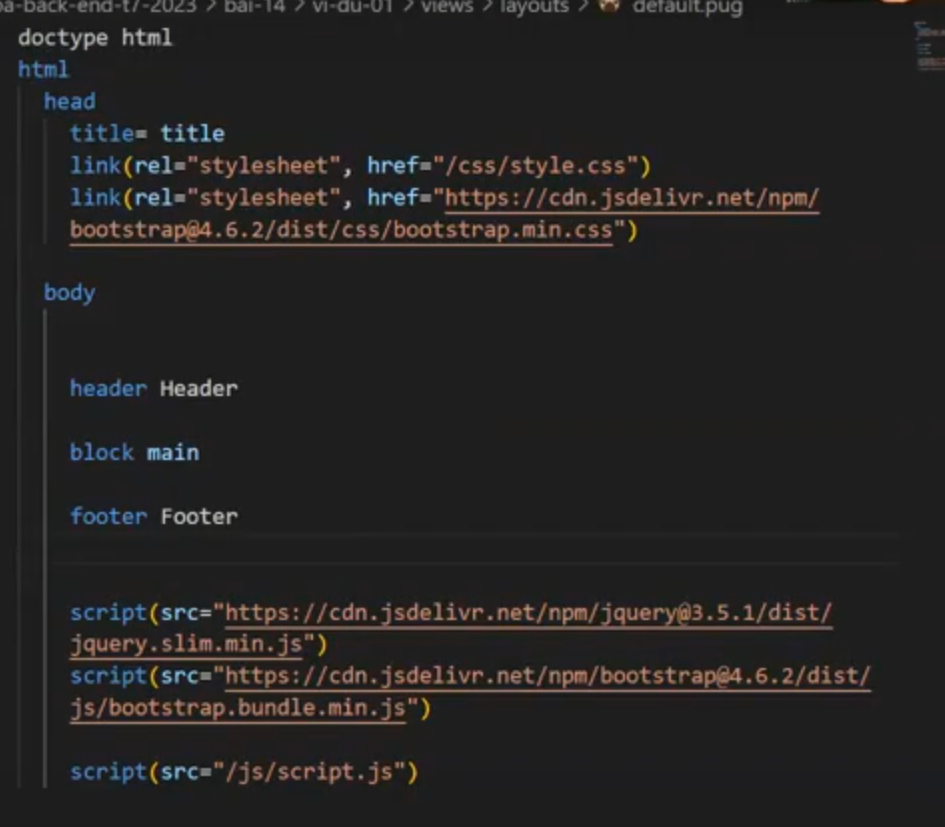 pa-back-end-t7-2023 > bai-14 > vi-du-01 > views > layouts > default.pug
doctype html
html
head
title= title
link(rel="stylesheet", href="/css/style.css")
link(rel="stylesheet", href="https://cdn.jsdelivr.net/npm/
bootstrap@4.6.2/dist/css/bootstrap.min.css")
body
header Header
block main
footer Footer
script(src="https://cdn.jsdelivr.net/npm/jquery@3.5.1/dist/
jquery.slim.min.js")
script(src="https://cdn.jsdelivr.net/npm/bootstrap@4.6.2/dist/
js/bootstrap.bundle.min.js")
script(src="/js/script.js")